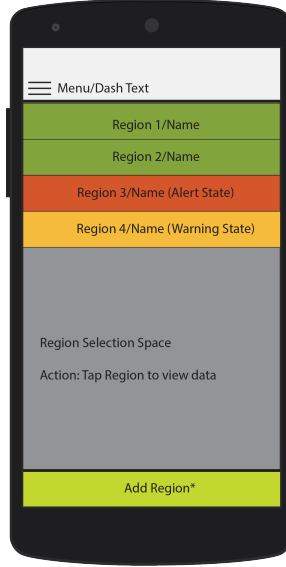 Menu/Dash Text
Region 1/Name
Region 2/Name
Region 3/Name (Alert State)
Region 4/Name (Warning State)
Region Selection Space
Action: Tap Region to view data
Add Region*